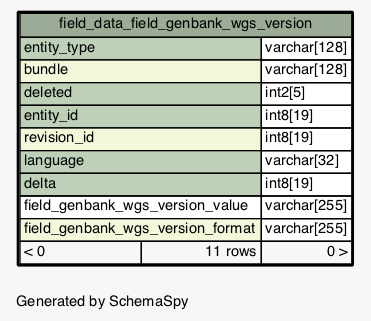 field_data_field_genbank_wgs_version
entity_type varchar[128]
bundle varchar[128]
deleted int2[5]
entity_id int8[19]
revision_id int8[19]
language varchar[32]
delta int8[19]
field_genbank_wgs_version_value varchar[255]
field_genbank_wgs_version_format varchar[255]
< 0 11 rows 0 >
Generated by SchemaSpy